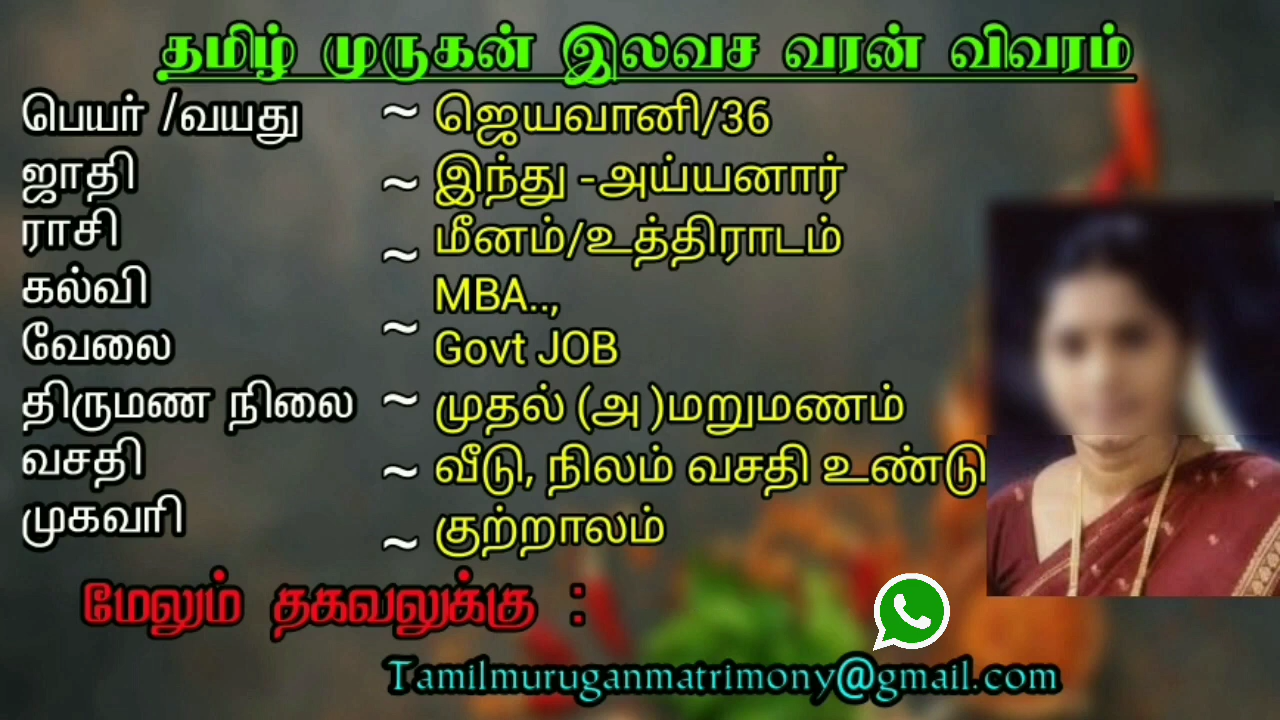 தமிழ் முருகன் இலவச வரன் விவரம்
பெயர் /வயது ~ ஜெயவானி/36
ஜாதி ~ இந்து -அய்யனார்
ராசி ~ மீனம்/உத்திராடம்
கல்வி MBA..,
வேலை ~ Govt JOB
திருமண நிலை ~ முதல் (அ )மறுமணம்
வசதி ~ வீடு, நிலம் வசதி உண்டு
முகவரி ~ குற்றாலம்
மேலும் தகவலுக்கு :
Tamilmuruganmatrimony@gmail.com